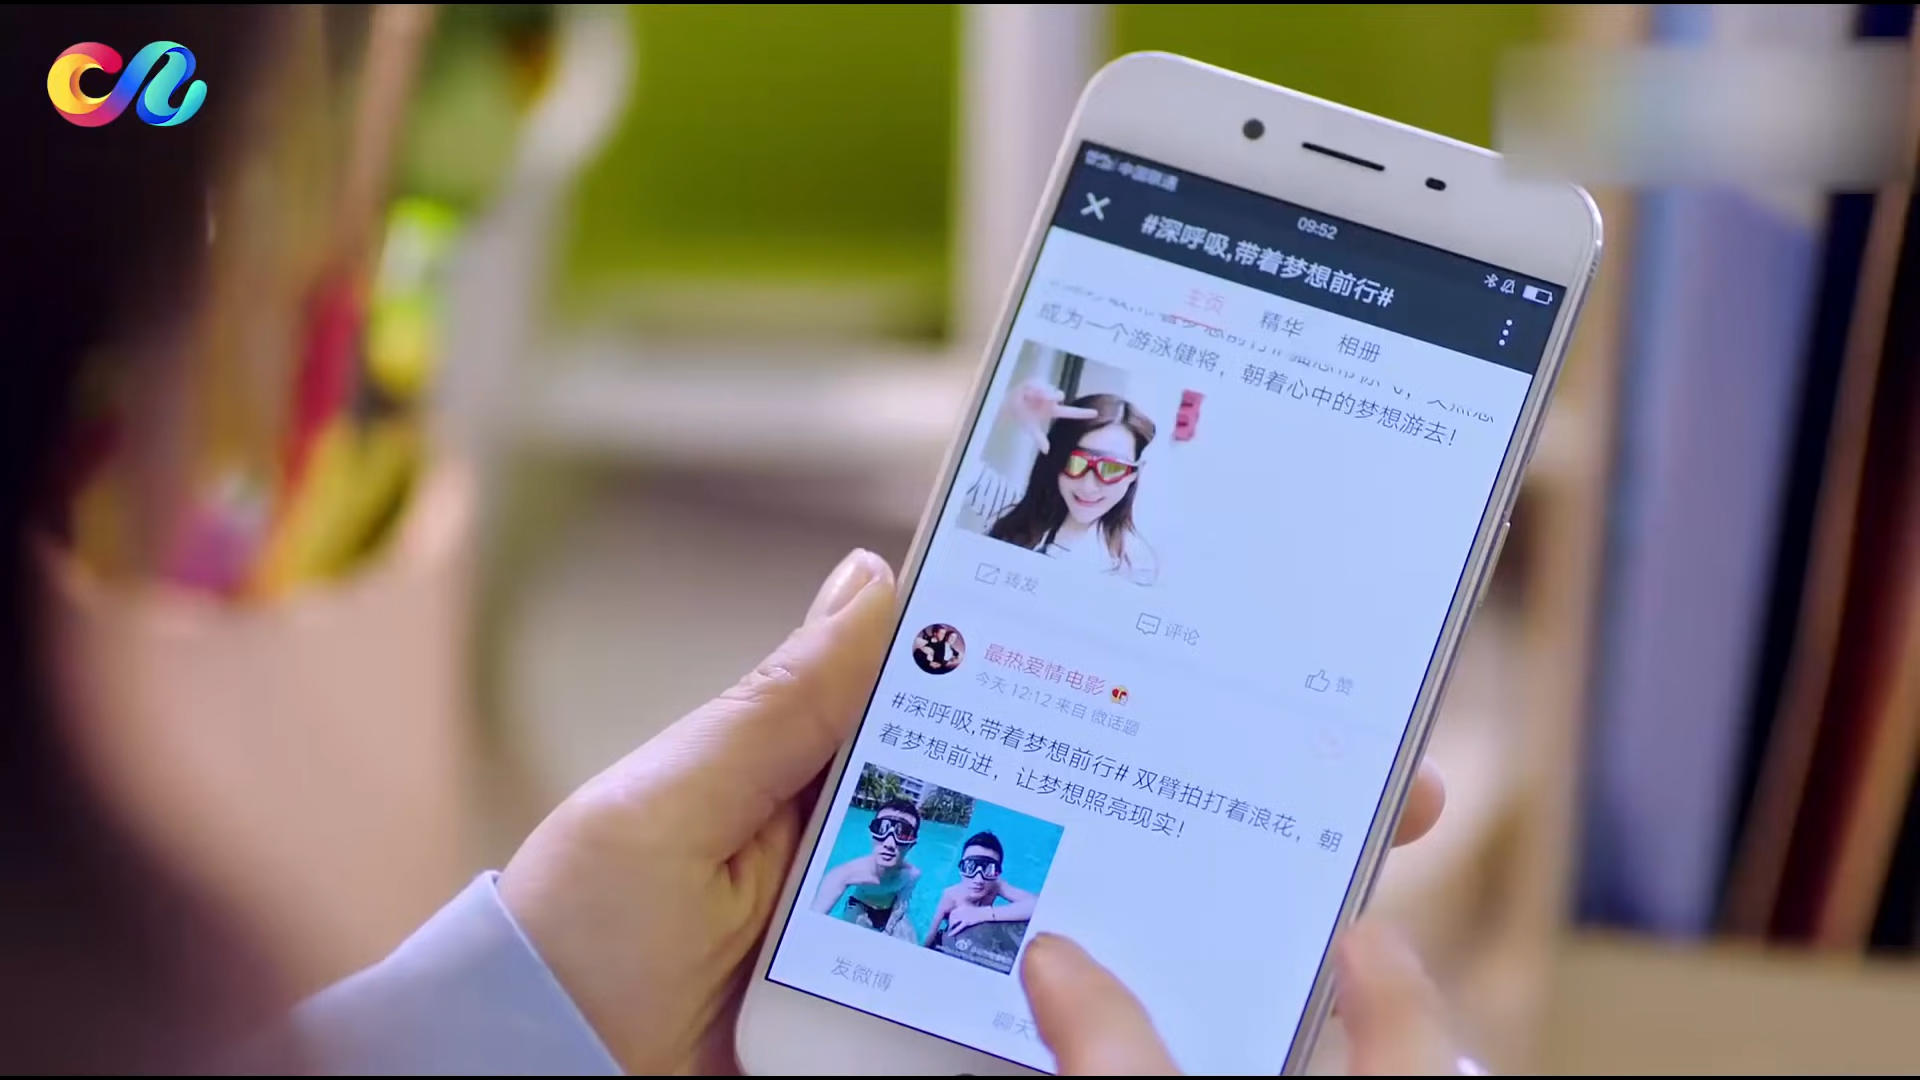 中国联通
09:52
#深呼吸,带着梦想前行#
主页 精华 相册
成为一个游泳健将，朝着心中的梦想游去！
转发 评论 赞
最热爱情电影
今天 12:12 来自 微话题
#深呼吸,带着梦想前行# 双臂拍打着浪花，朝
着梦想前进，让梦想照亮现实！
发微博
聊天